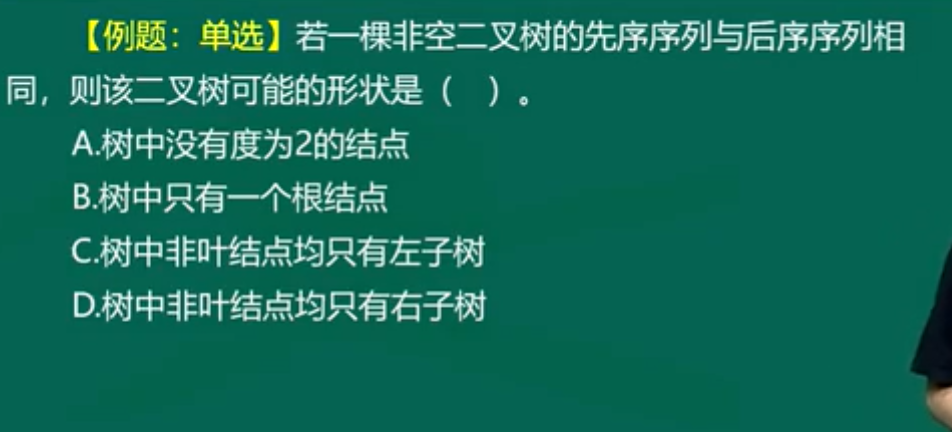 【例题：单选】若一棵非空二叉树的先序序列与后序序列相
同，则该二叉树可能的形状是（ ）。
A.树中没有度为2的结点
B.树中只有一个根结点
C.树中非叶结点均只有左子树
D.树中非叶结点均只有右子树